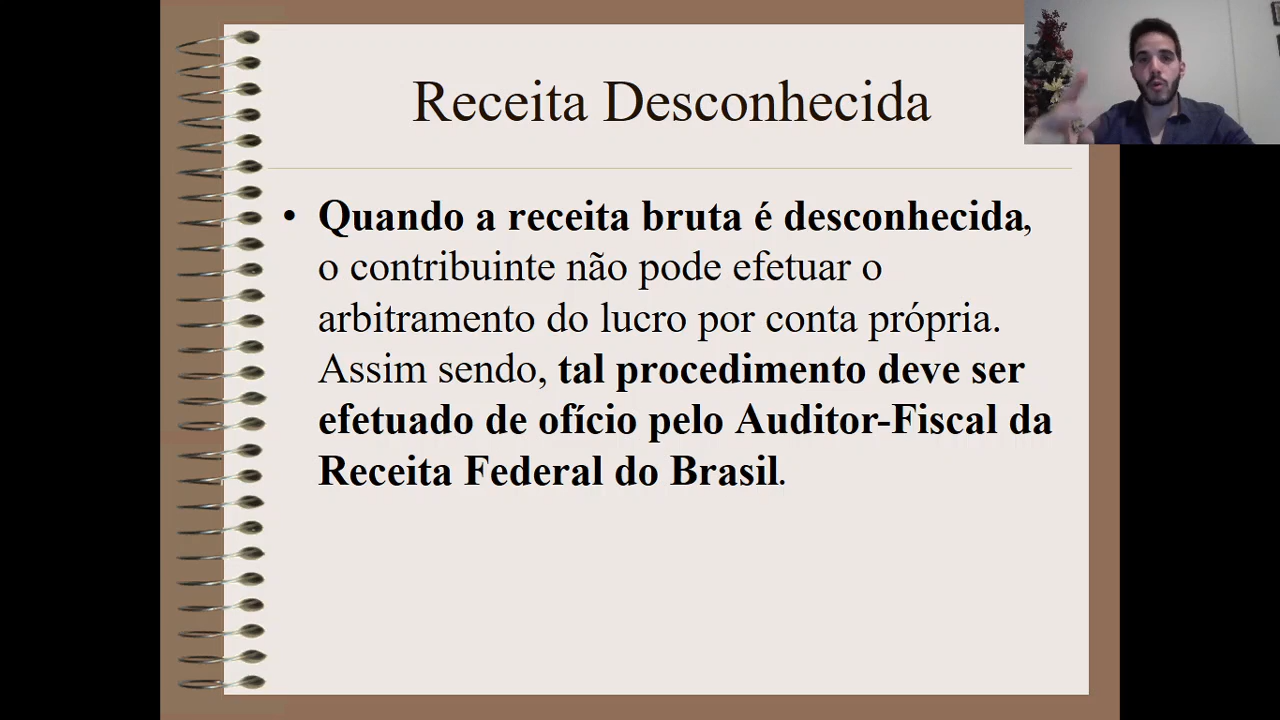 Receita Desconhecida
• Quando a receita bruta é desconhecida,
o contribuinte não pode efetuar o
arbitramento do lucro por conta própria.
Assim sendo, tal procedimento deve ser
efetuado de ofício pelo Auditor-Fiscal da
Receita Federal do Brasil.